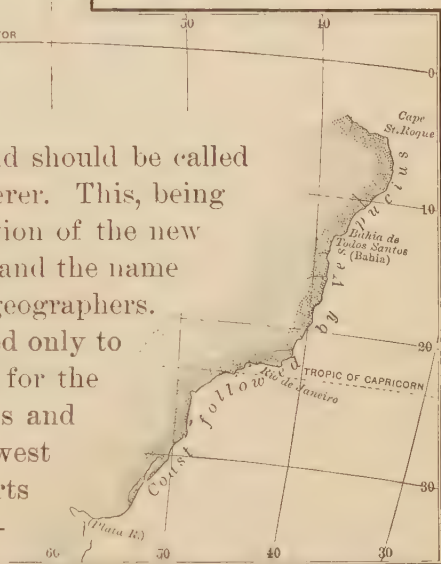 TOR
50 40
0
Cape
St. Roque
d should be called
erer. This, being
10
tion of the new
Bahia de
Todos Santos
(Bahia)
and the name
geographers.
ed only to
20
for the
TROPIC OF CAPRICORN
Rio de Janeiro
s and
Coast followed by Vespucius
west
rts
30
-
(Plata R.)
60 50 40 30